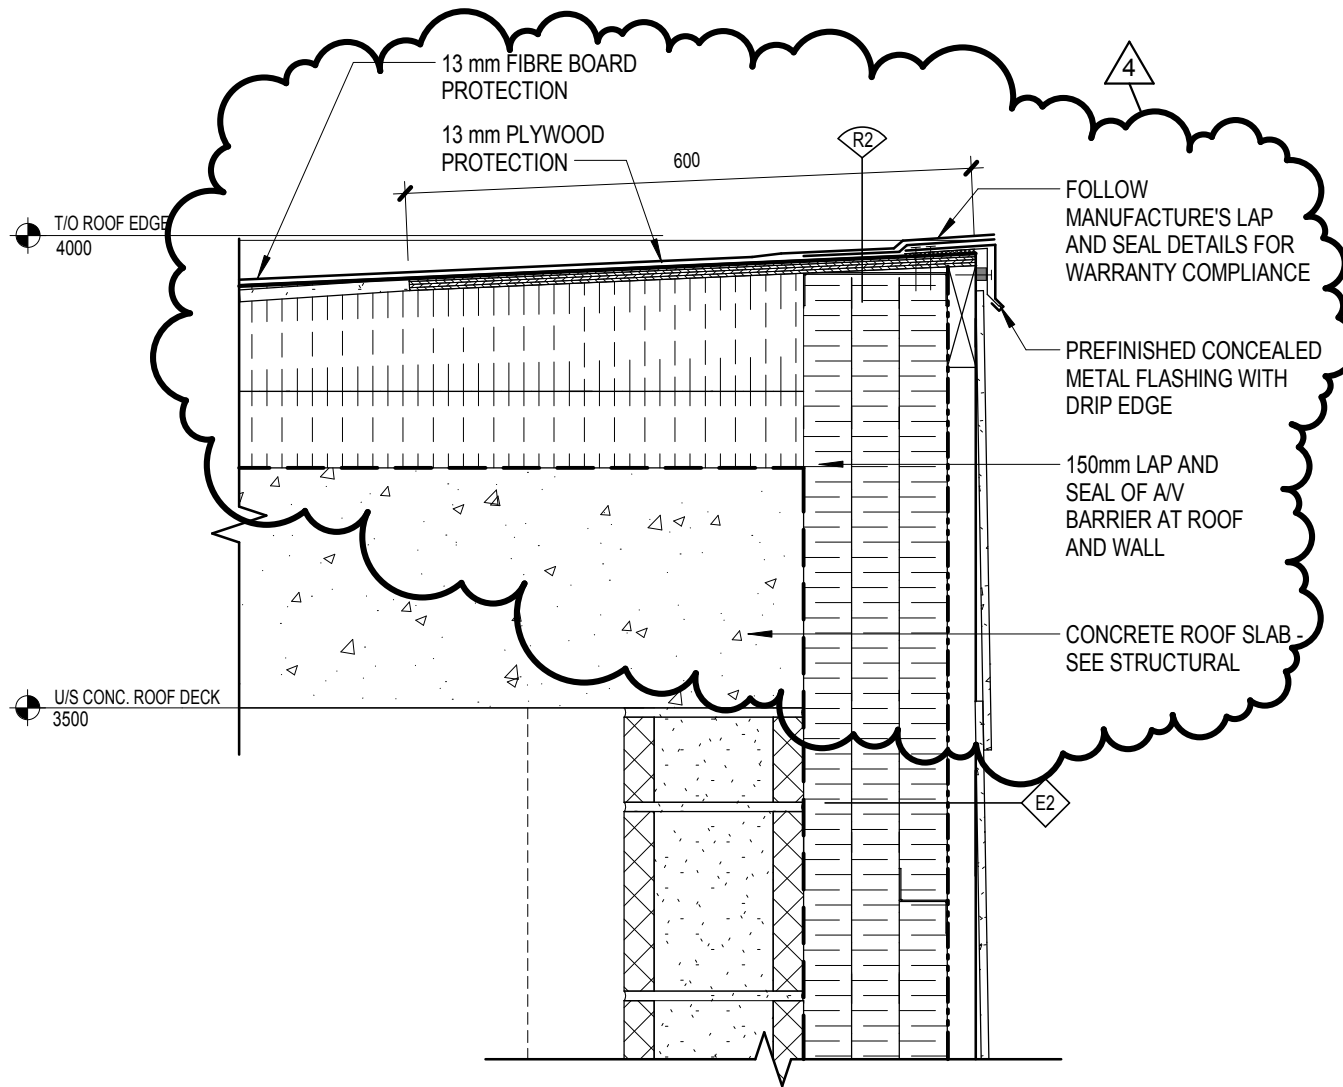 13 mm FIBRE BOARD
PROTECTION
4
13 mm PLYWOOD
PROTECTION
R2
600
FOLLOW
MANUFACTURE'S LAP
AND SEAL DETAILS FOR
WARRANTY COMPLIANCE
T/O ROOF EDGE
4000
PREFINISHED CONCEALED
METAL FLASHING WITH
DRIP EDGE
150mm LAP AND
SEAL OF A/V
BARRIER AT ROOF
AND WALL
CONCRETE ROOF SLAB -
SEE STRUCTURAL
U/S CONC. ROOF DECK
3500
E2